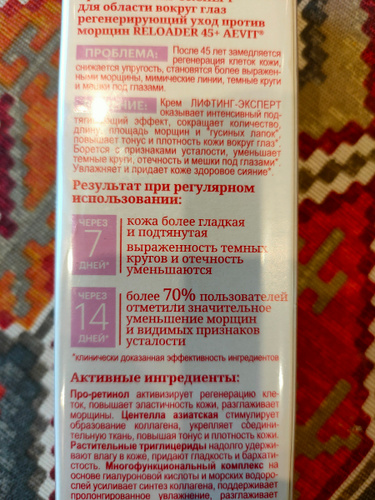 для области вокруг глаз
регенерирующий уход против
морщин RELOADER 45+ AEVIT®
ПРОБЛЕМА: После 45 лет замедляется
регенерация клеток кожи,
снижается упругость, становятся более выражен-
ными морщины, мимические линии, темные круги
и мешки под глазами.
Крем ЛИФТИНГ-ЭКСПЕРТ
оказывает интенсивный под-
тягивающий эффект, сокращает количество,
длину, площадь морщин и "гусиных лапок",
повышает тонус и плотность кожи вокруг глаз*.
Борется с признаками усталости, уменьшает
темные круги, отечность и мешки под глазами*.
Увлажняет и придает коже здоровое сияние*.
Результат при регулярном
использовании:
ЧЕРЕЗ
7
ДНЕЙ*
кожа более гладкая
и подтянутая
выраженность темных
кругов и отечность
уменьшаются
ЧЕРЕЗ
14
ДНЕЙ*
более 70% пользователей
отметили значительное
уменьшение морщин
и видимых признаков
усталости
*клинически доказанная эффективность ингредиентов
Активные ингредиенты:
Про-ретинол активизирует регенерацию кле-
ток, повышает эластичность кожи, разглаживает
морщины. Центелла азиатская стимулирует
образование коллагена, укрепляет соедини-
тельную ткань, повышая тонус и плотность кожи.
Растительные триглицериды надолго удержи-
вают влагу в коже, придают гладкость и бархати-
стость. Многофункциональный комплекс на
основе гиалуроновой кислоты и морских водоро-
слей усиливает синтез коллагена, поддерживает
пролонгированное увлажнение, разглаживает